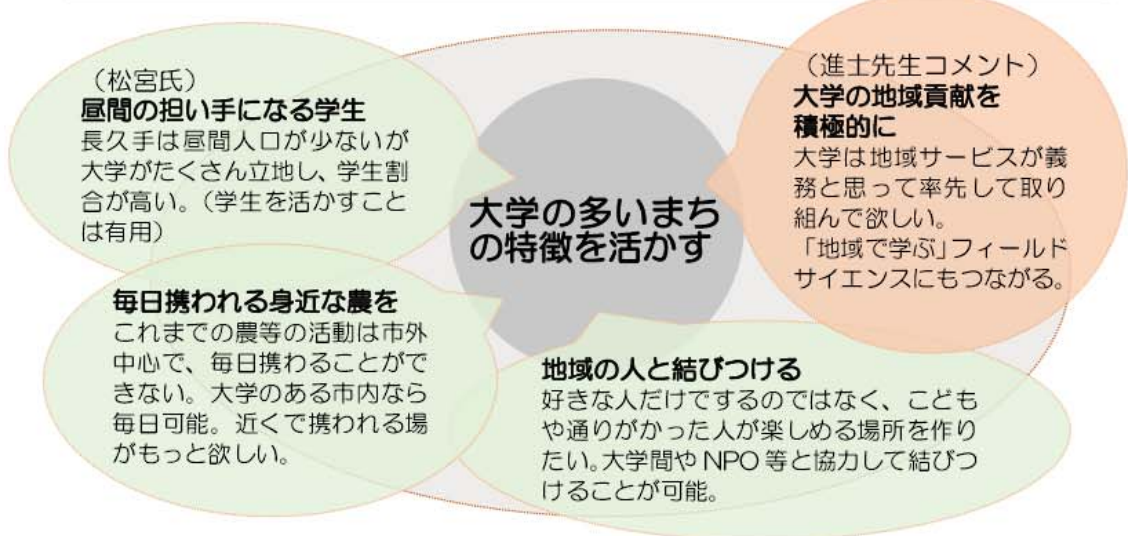 （松宮氏）
昼間の担い手になる学生
長久手は昼間人口が少ないが
大学がたくさん立地し、学生割
合が高い。（学生を活かすこと
は有用）
（進士先生コメント）
大学の地域貢献を
積極的に
大学は地域サービスが義
務と思って率先して取り
組んで欲しい。
「地域で学ぶ」フィールド
サイエンスにもつながる。
大学の多いまち
の特徴を活かす
毎日携われる身近な農を
これまでの農等の活動は市外
中心で、毎日携わることがで
きない。大学のある市内なら
毎日可能。近くで携われる場
がもっと欲しい。
地域の人と結びつける
好きな人だけでするのではなく、こども
や通りがかった人が楽しめる場所を作り
たい。大学間や NPO 等と協力して結びつ
けることが可能。